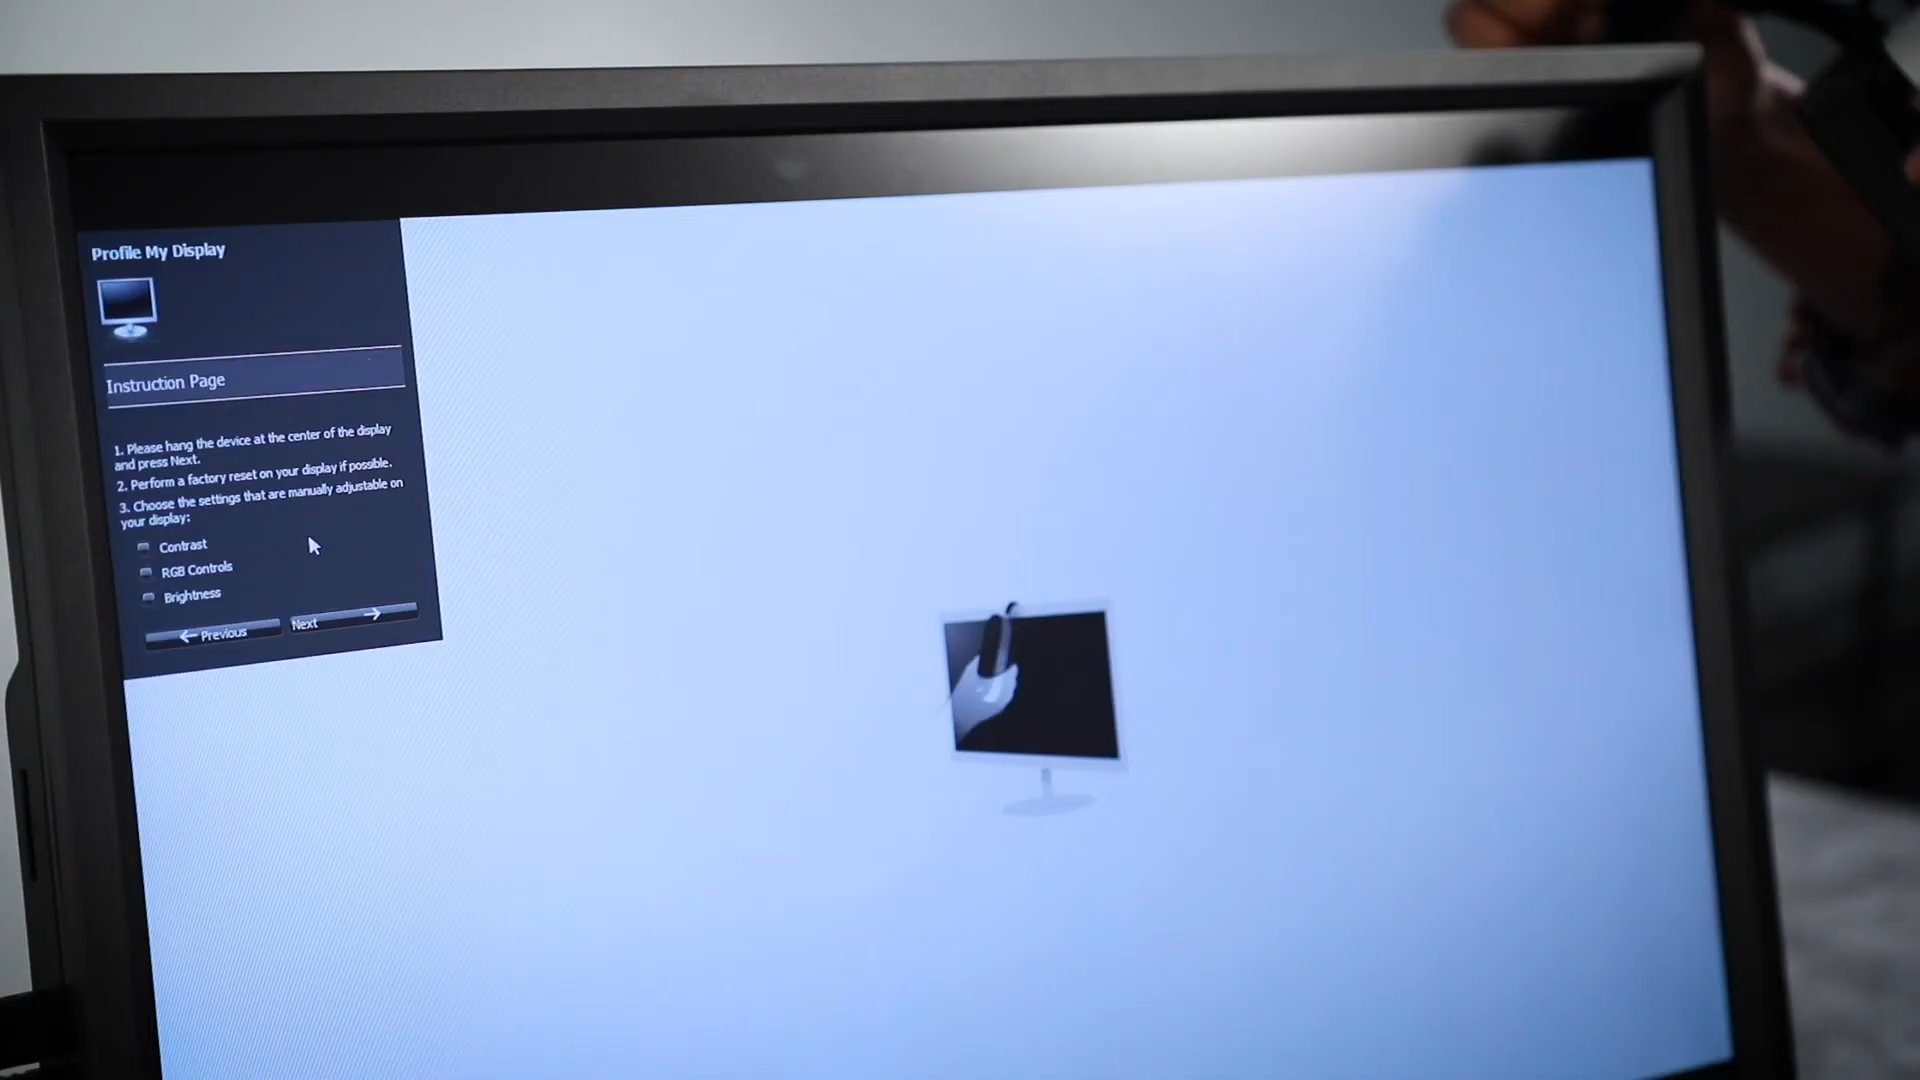 Profile My Display
Instruction Page
1. Please hang the device at the center of the display
and press Next.
2. Perform a factory reset on your display if possible.
3. Choose the settings that are manually adjustable on
your display:
Contrast
RGB Controls
Brightness
Previous
Next